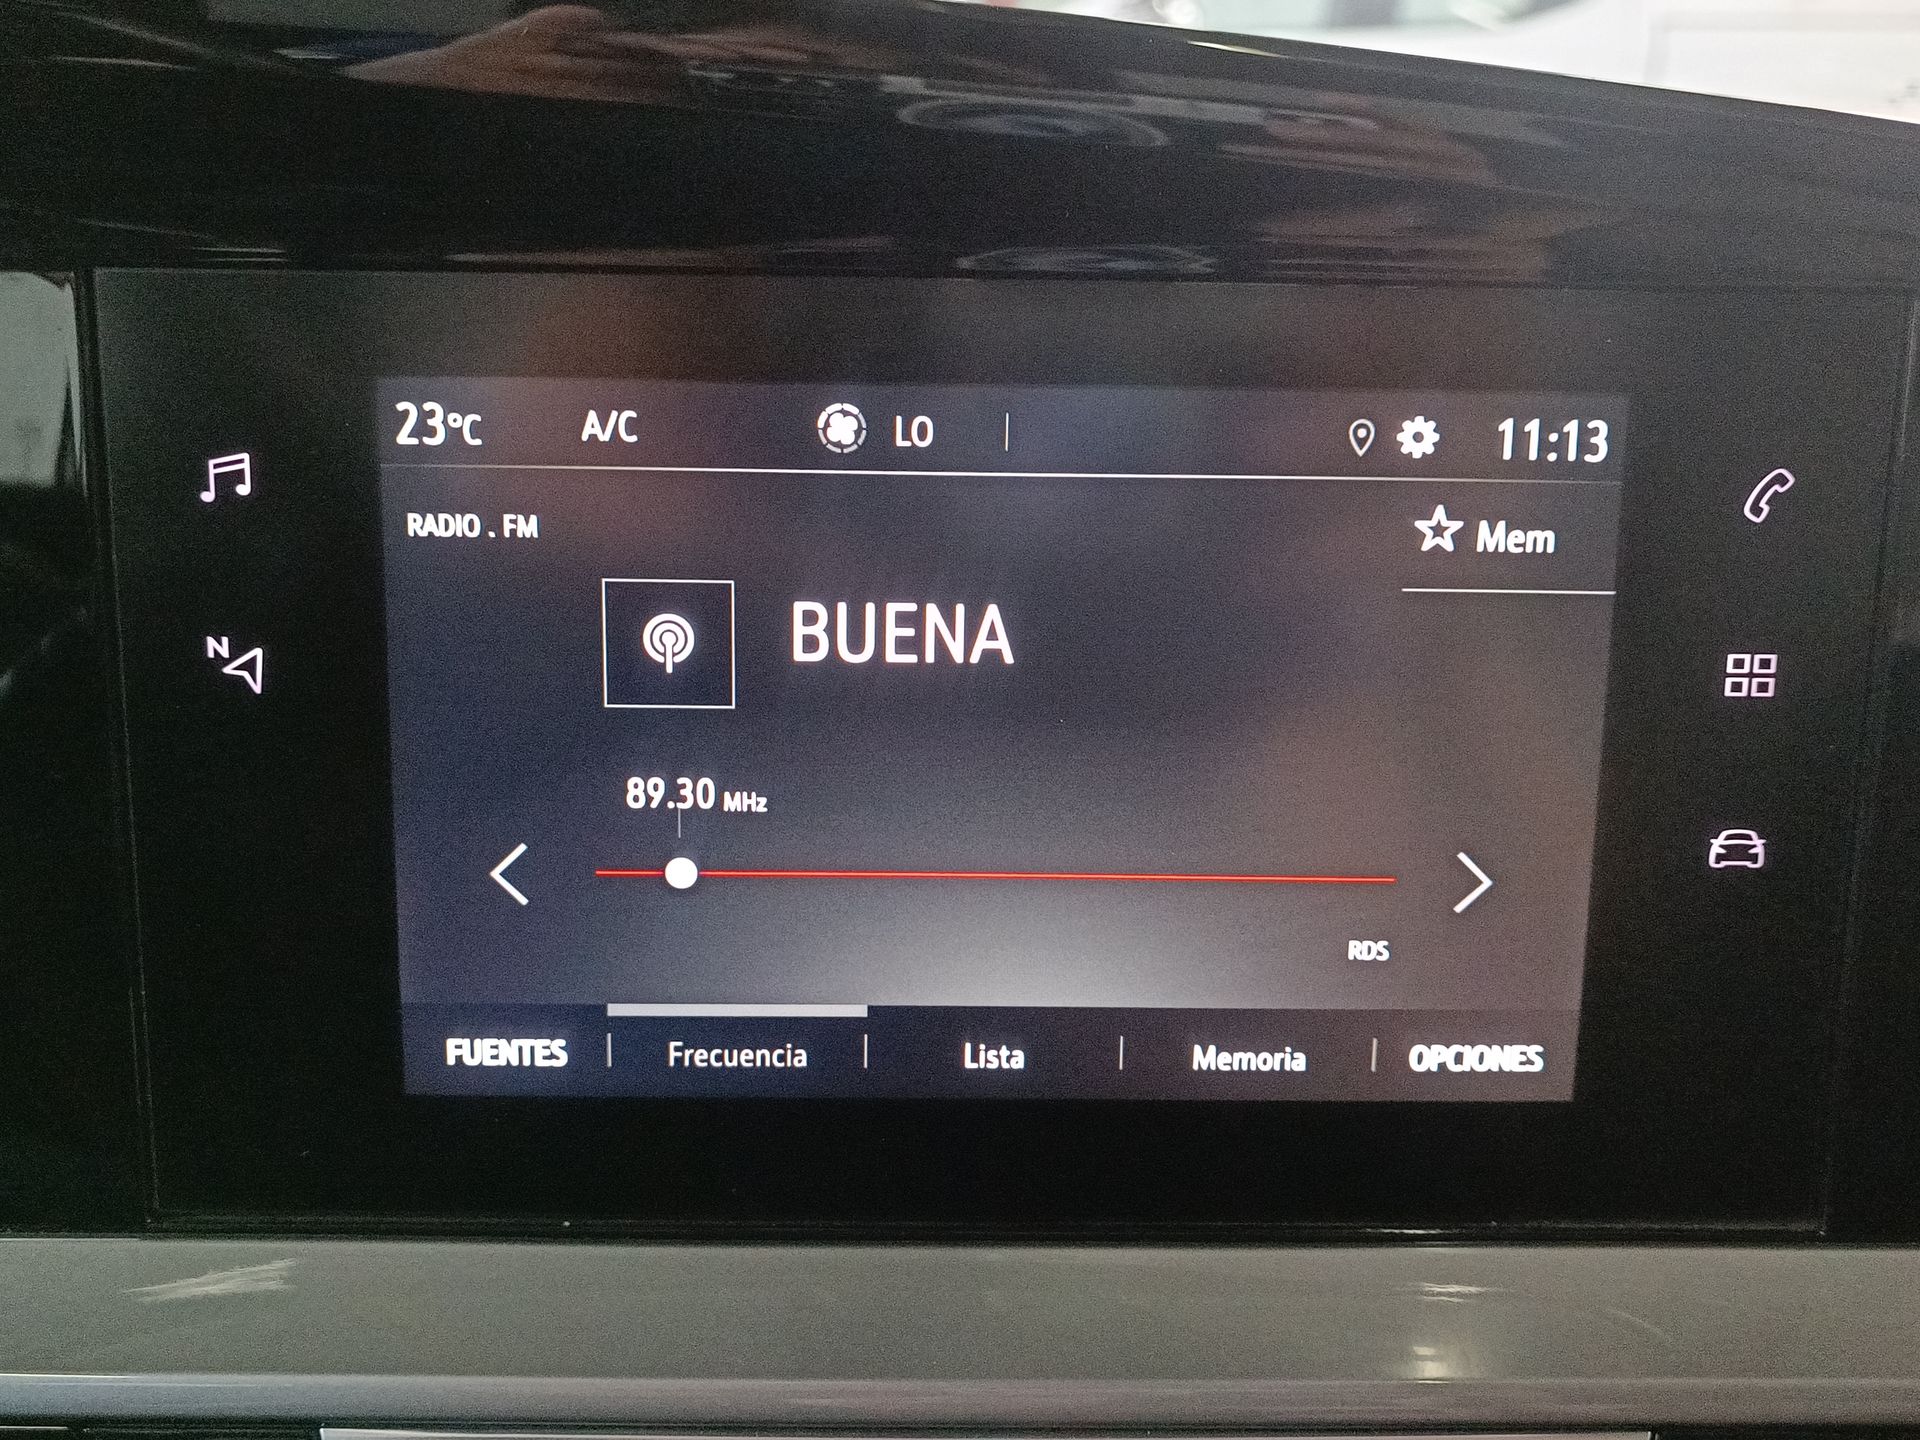 23°C A/C LO 11:13
RADIO . FM
Mem
BUENA
N
89.30 MHz
RDS
FUENTES Frecuencia Lista Memoria OPCIONES